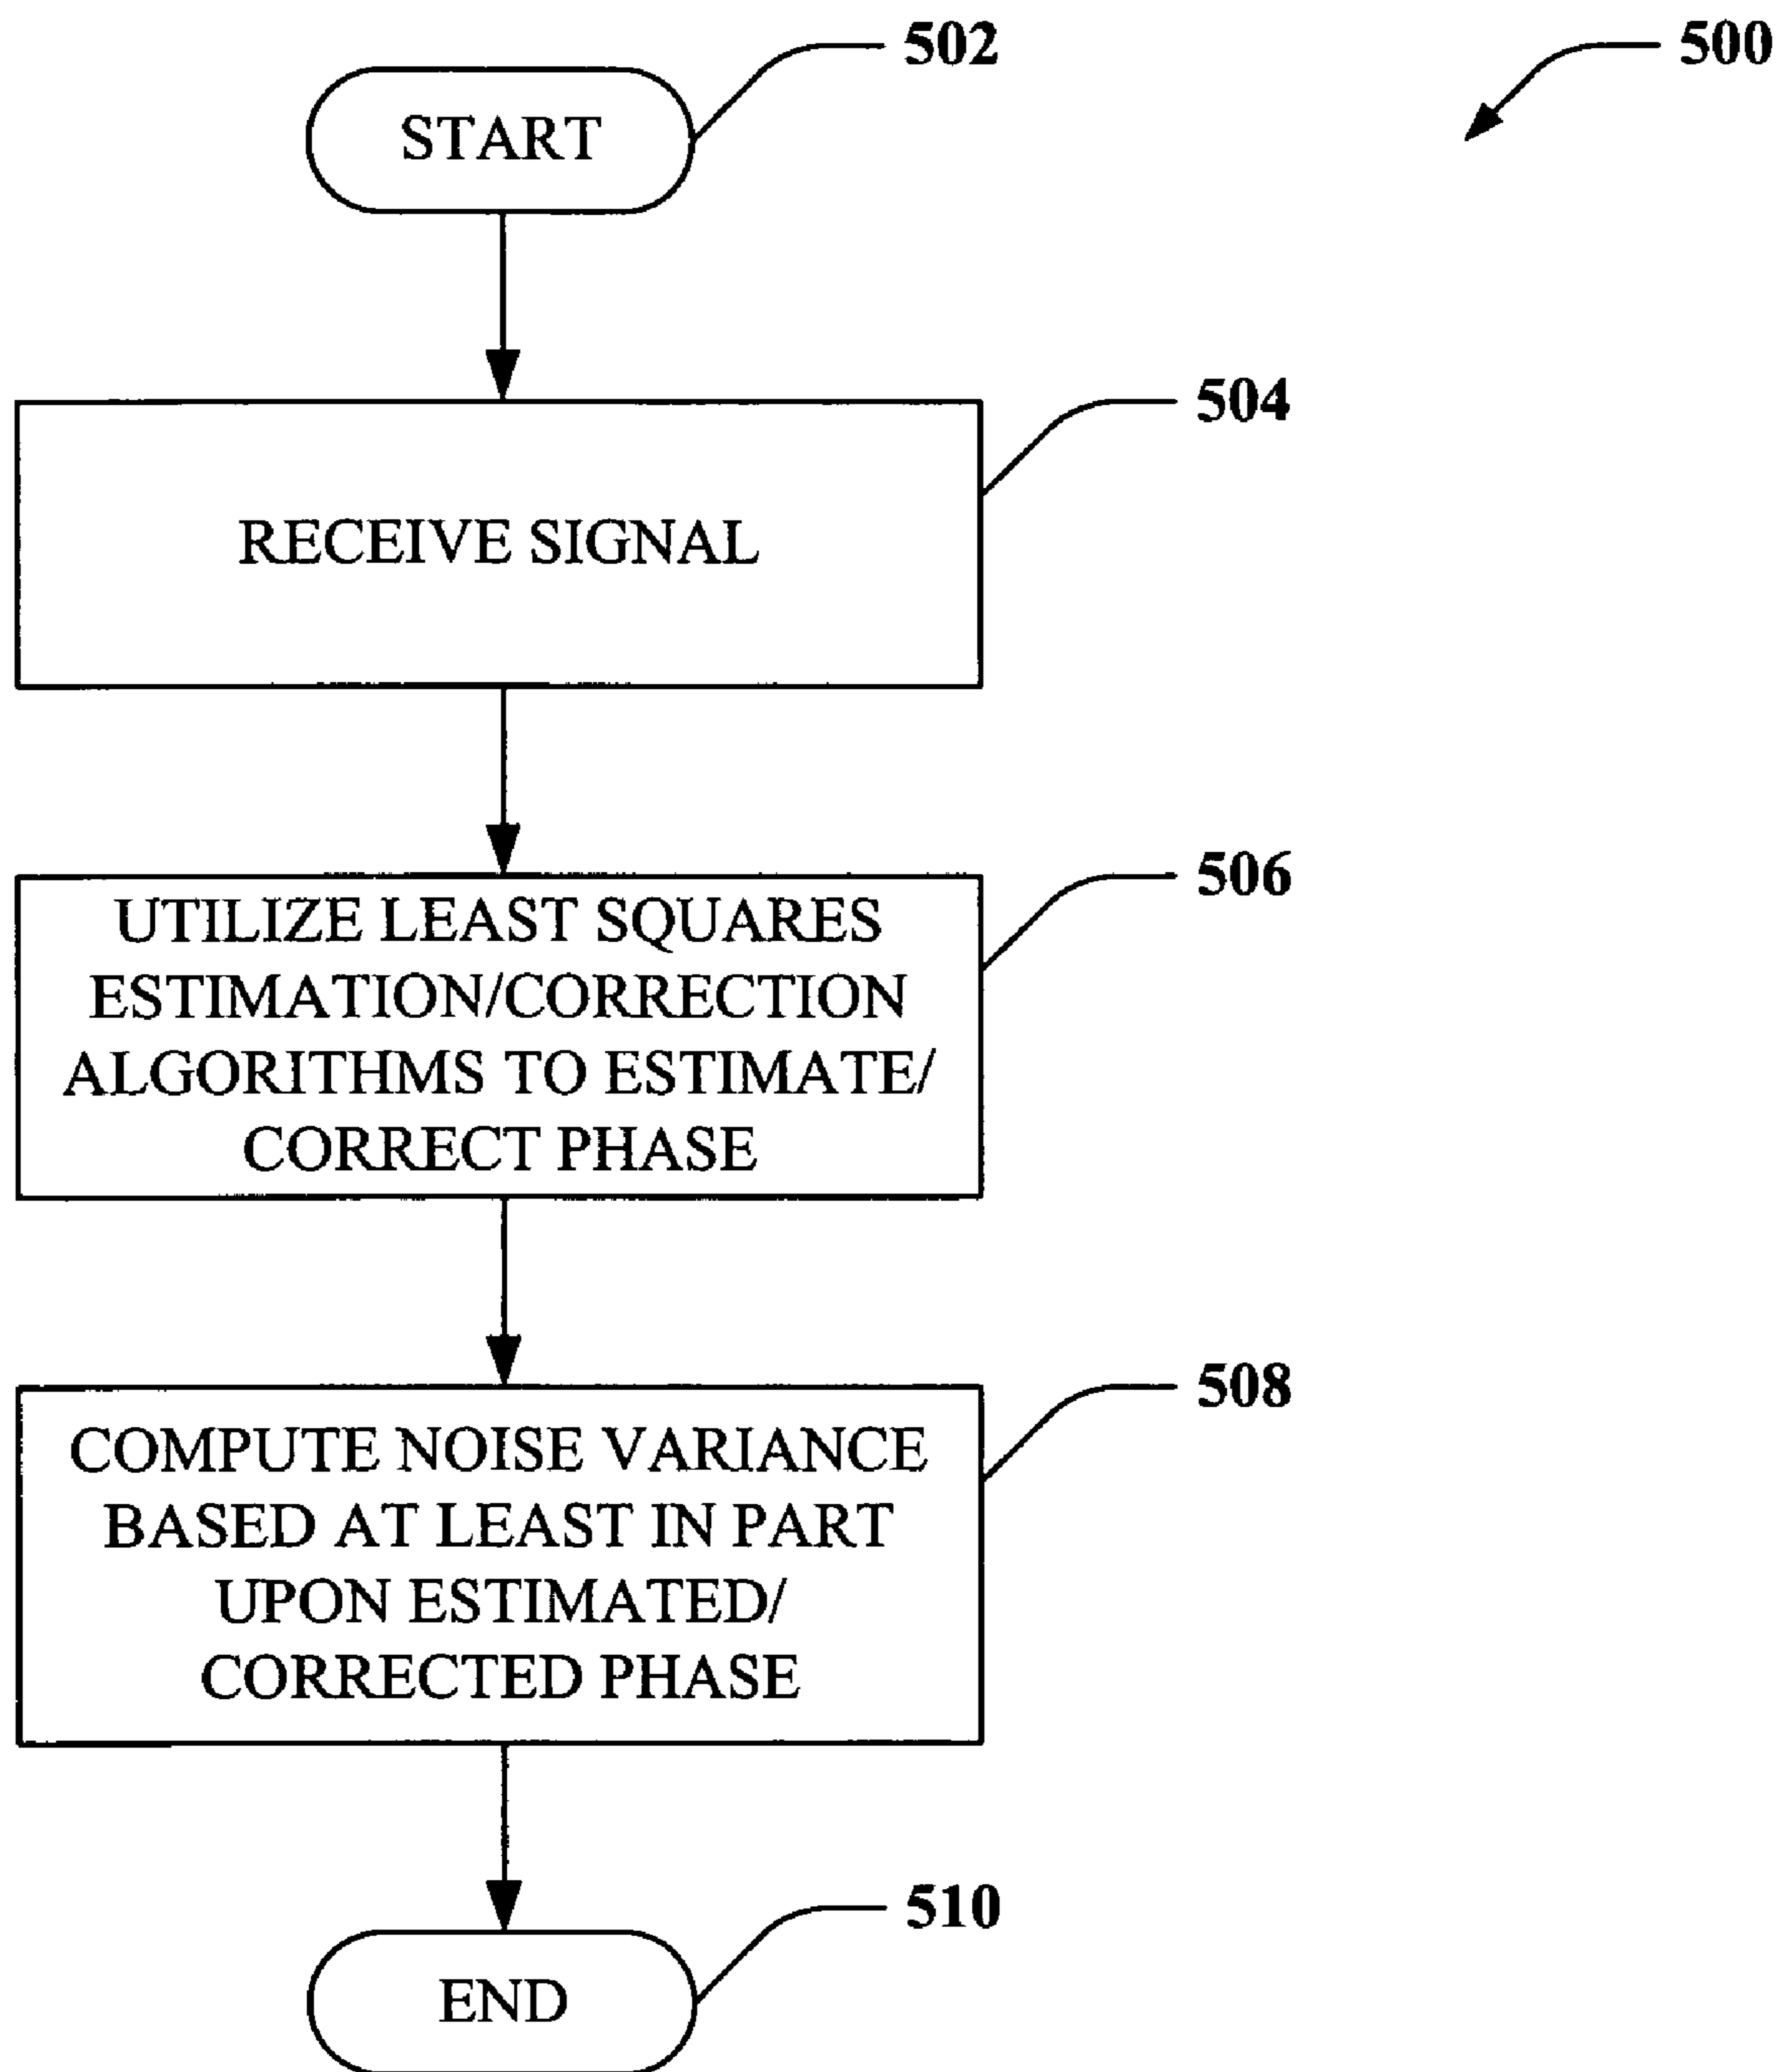 502
500
START
504
RECEIVE SIGNAL
506
UTILIZE LEAST SQUARES
ESTIMATION/CORRECTION
ALGORITHMS TO ESTIMATE/
CORRECT PHASE
508
COMPUTE NOISE VARIANCE
BASED AT LEAST IN PART
UPON ESTIMATED/
CORRECTED PHASE
510
END